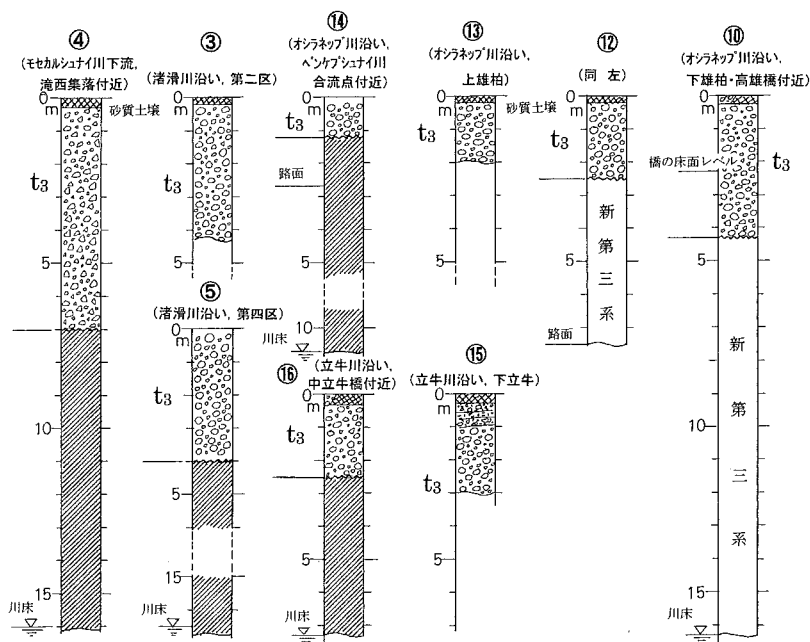 ④
(モセカルシュナイ川下流,
滝西集落付近)
0
m
砂質土壌
t₃
5
10
15
川床
③
(渚滑川沿い, 第二区)
0
m
t₃
5
⑤
(渚滑川沿い, 第四区)
0
m
t₃
5
15
川床
⑭
(オシラネップ川沿い,
ペンケプシュナイ川
合流点付近)
0
m
t₃
路面
5
10
川床
⑯
(立牛川沿い,
中立牛橋付近)
0
m
t₃
5
川床
⑬
(オシラネップ川沿い,
上雄柏)
0
m
砂質土壌
t₃
5
⑮
(立牛川沿い, 下立牛)
0
m
t₃
5
⑫
(同 左)
0
m
t₃
新第三系
5
路面
⑩
(オシラネップ川沿い,
下雄柏・高雄橋付近)
0
m
橋の床面レベル
t₃
5
新第三系
10
15
川床